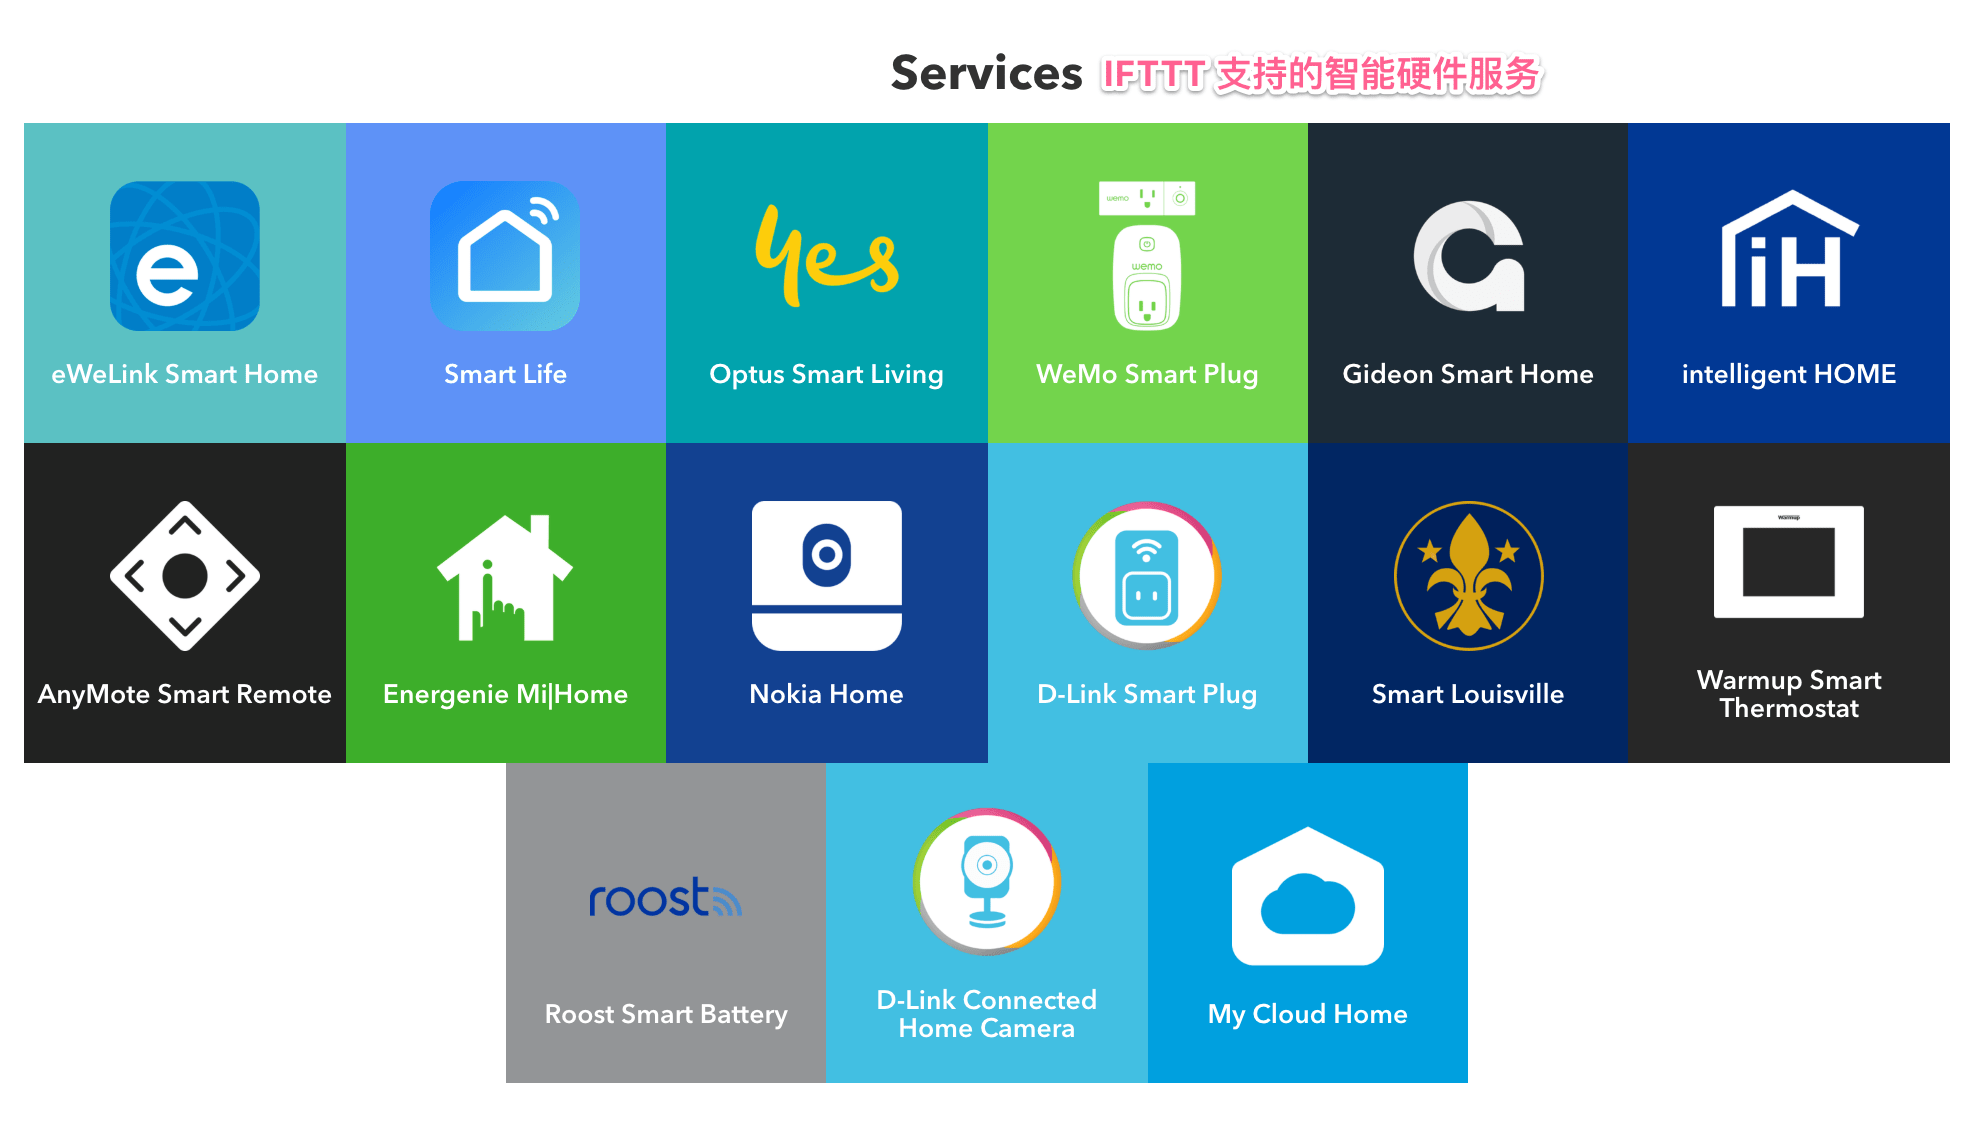 Services IFTTT 支持的智能硬件服务
e
yes
wemo
wemo
iH
eWeLink Smart Home
Smart Life
Optus Smart Living
WeMo Smart Plug
Gideon Smart Home
intelligent HOME
Warmup
AnyMote Smart Remote
Energenie Mi|Home
Nokia Home
D-Link Smart Plug
Smart Louisville
Warmup Smart
Thermostat
roost
Roost Smart Battery
D-Link Connected
Home Camera
My Cloud Home